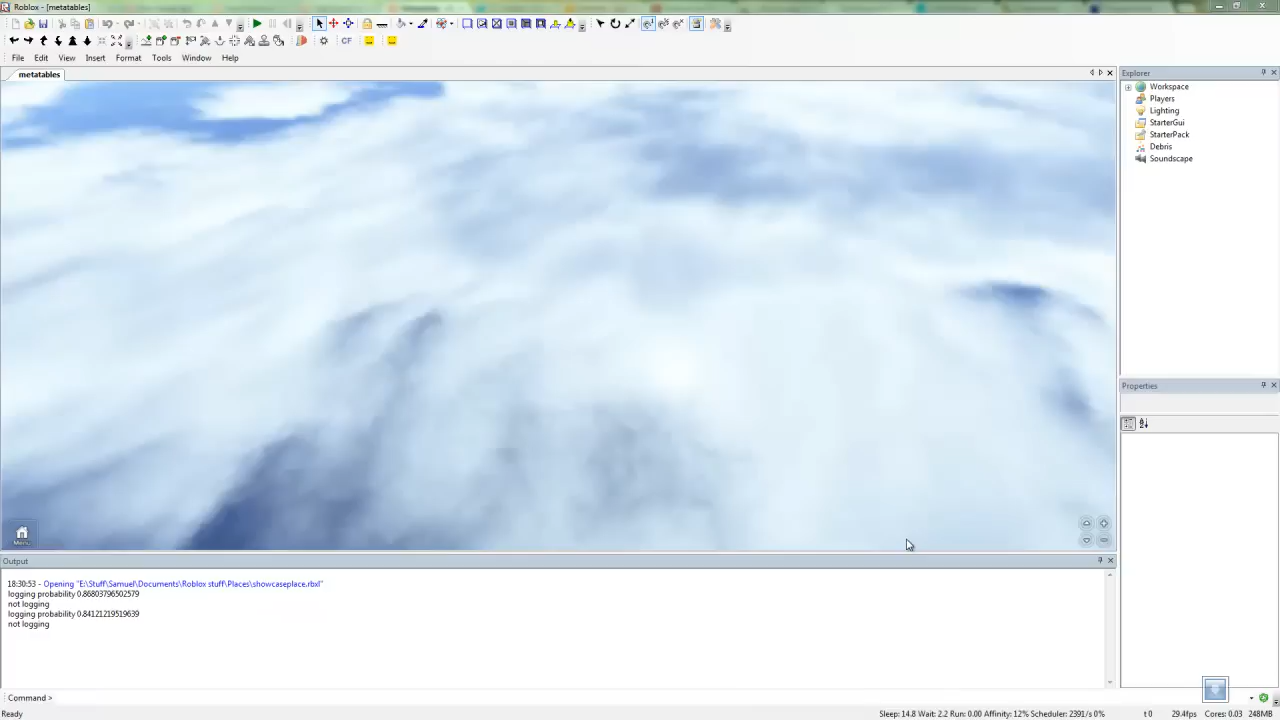 Roblox - [metatables]
CF
File Edit View Insert Format Tools Window Help
metatables
Explorer
Workspace
Players
Lighting
StarterGui
StarterPack
Debris
Soundscape
Properties
Menu
Output
18:30:53 - Opening "E:\Stuff\Samuel\Documents\Roblox stuff\Places\showcaseplace.rbxl"
logging probability 0.86803796502579
not logging
logging probability 0.84121219519639
not logging
Command >
Ready
Sleep: 14.8 Wait: 2.2 Run: 0.00 Affinity: 12% Scheduler: 2391/s 0% t 0 29.4fps Cores: 0.03 248MB